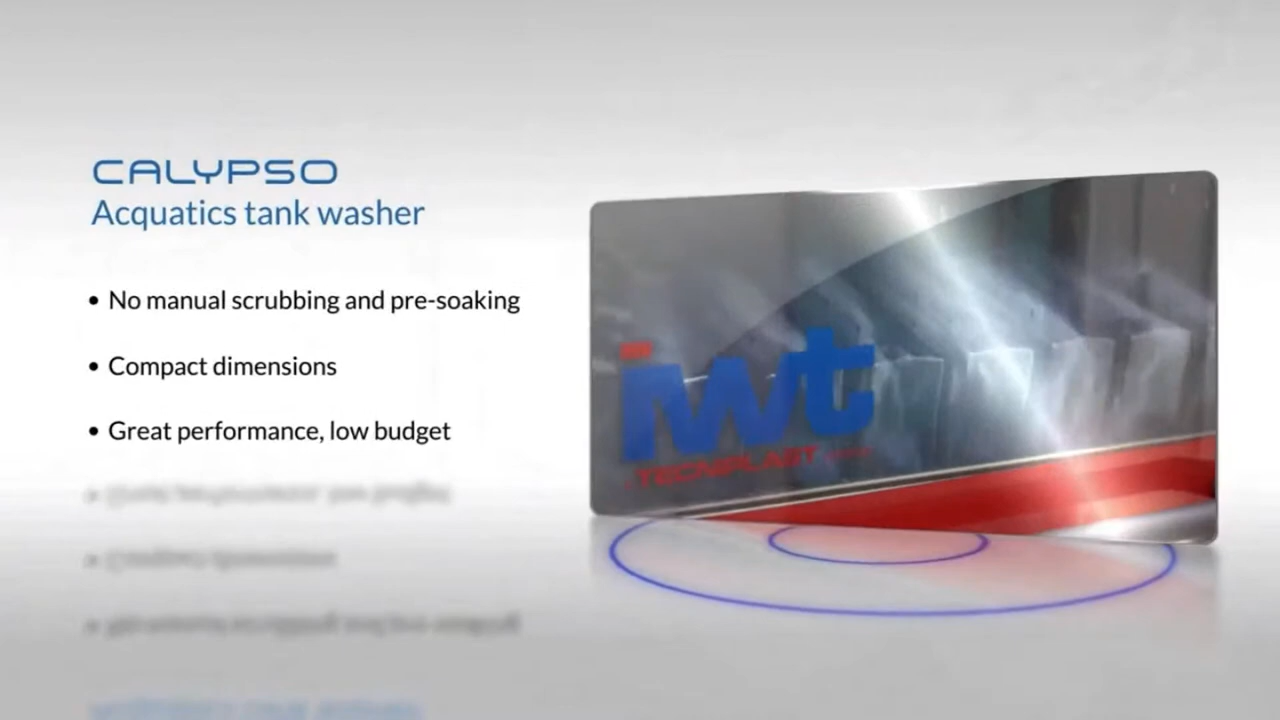 CALYPSO
Acquatics tank washer
• No manual scrubbing and pre-soaking
• Compact dimensions
• Great performance, low budget
iwt
TECNIPLAST